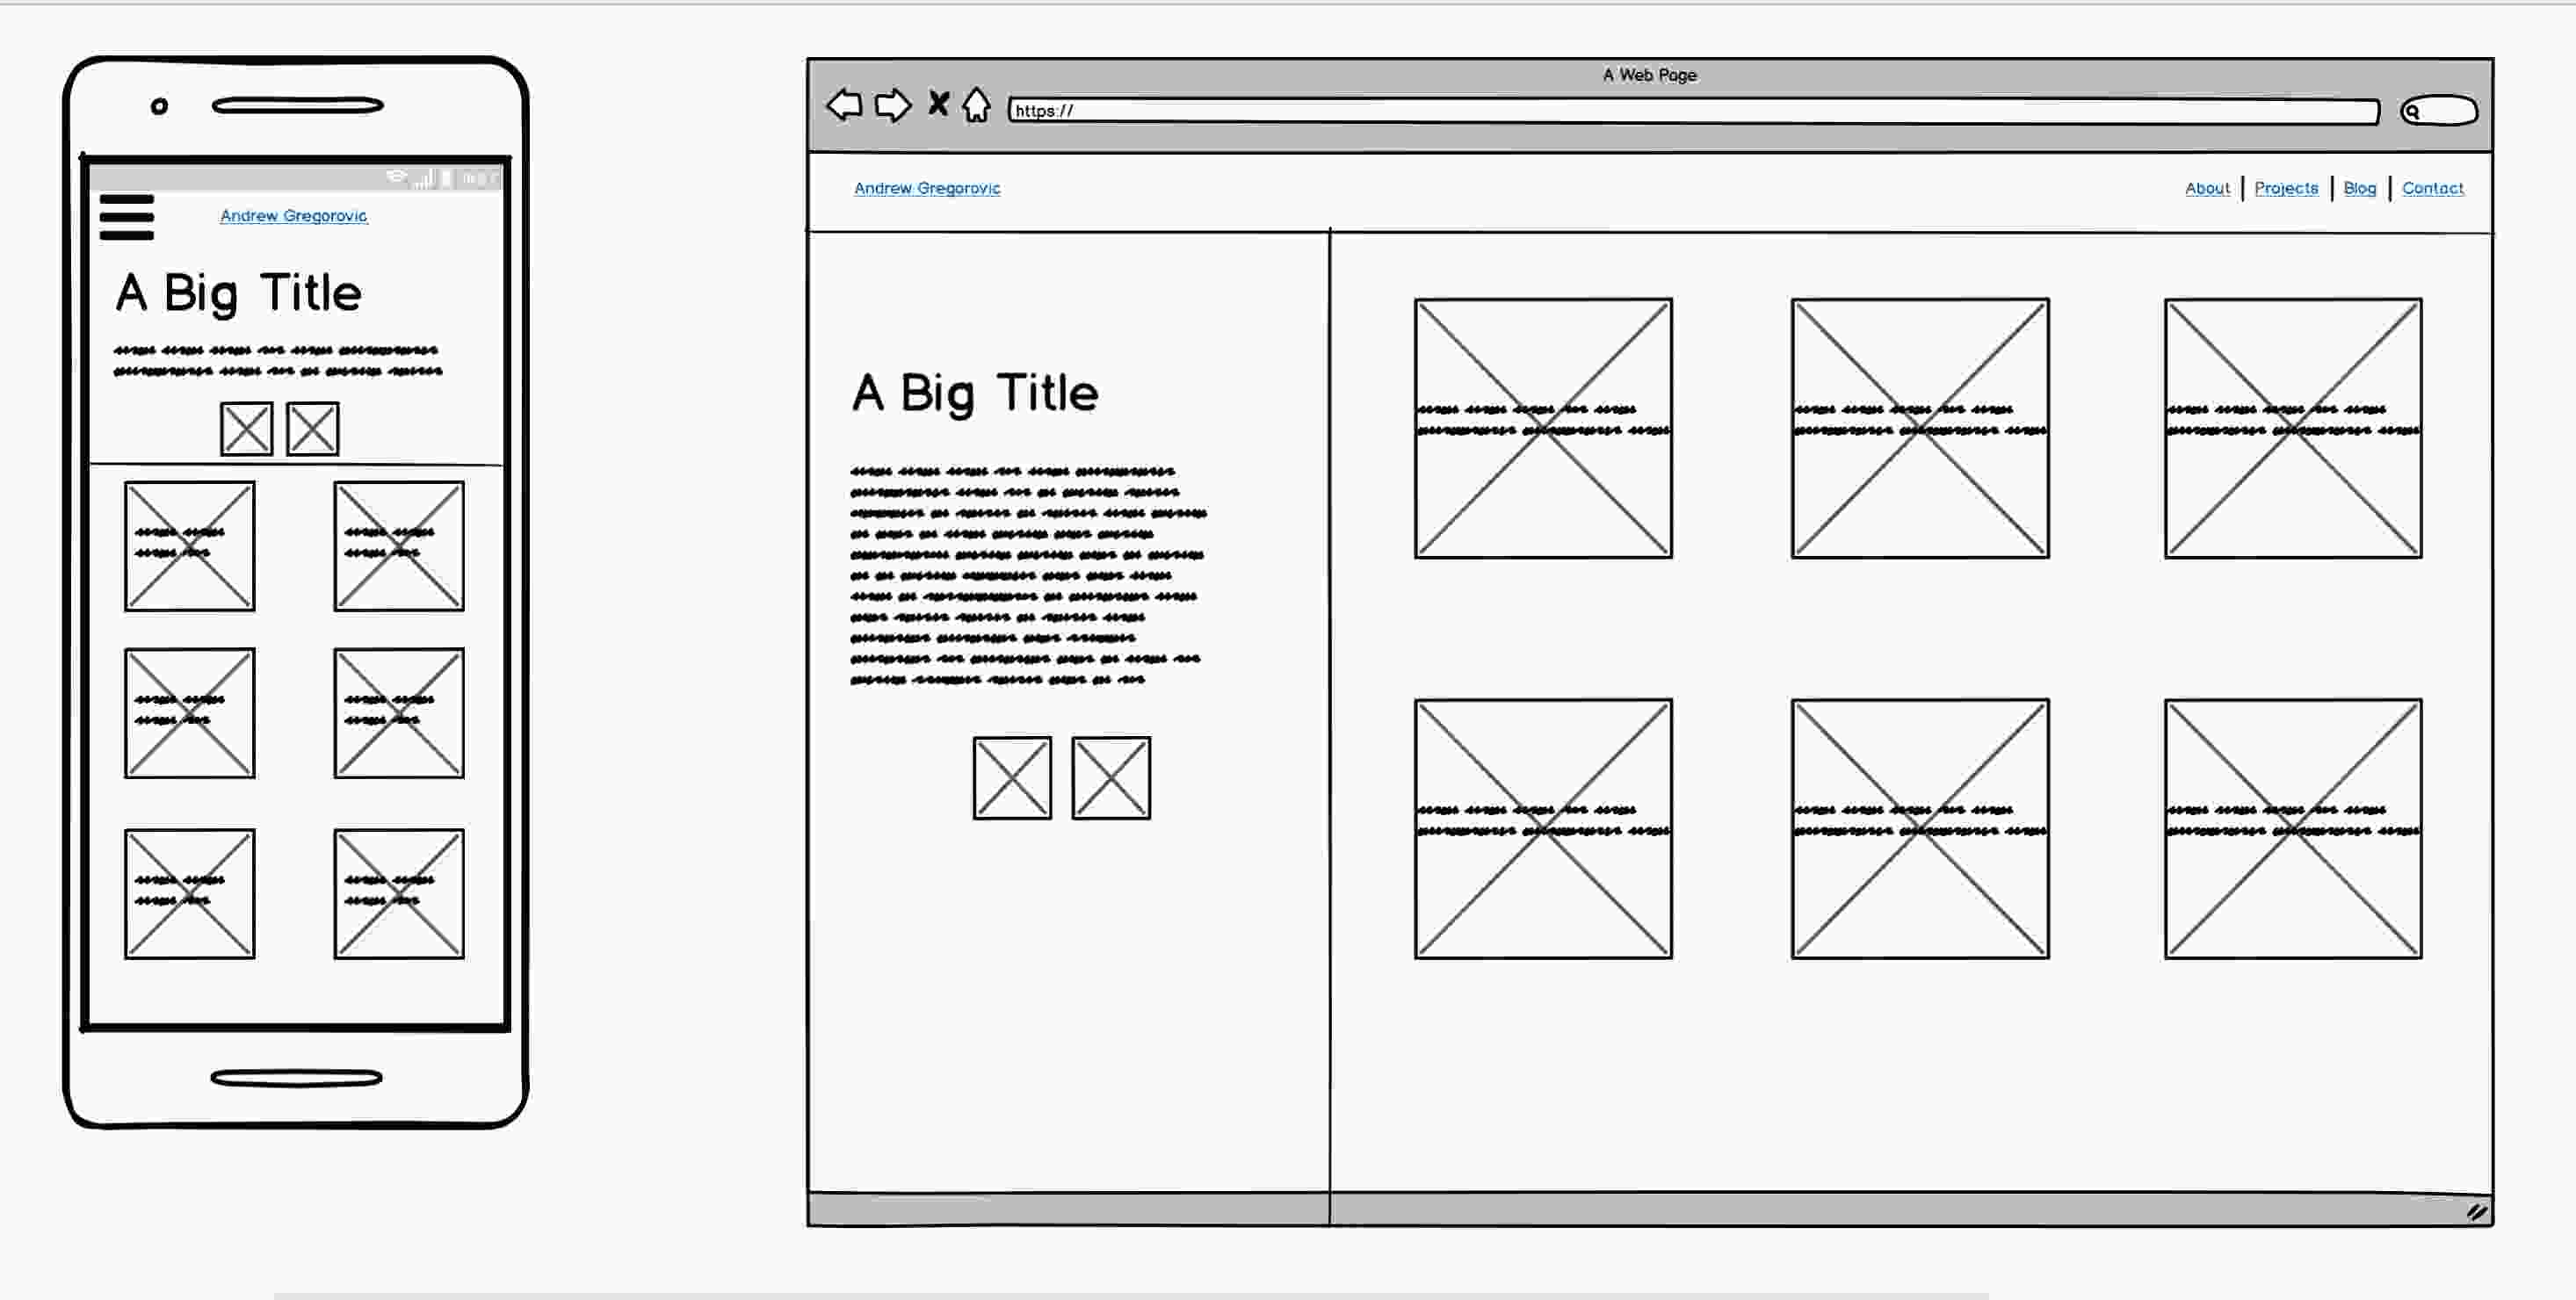 Andrew Gregorovic
A Big Title
A Web Page
https://
Andrew Gregorovic
About | Projects | Blog | Contact
A Big Title